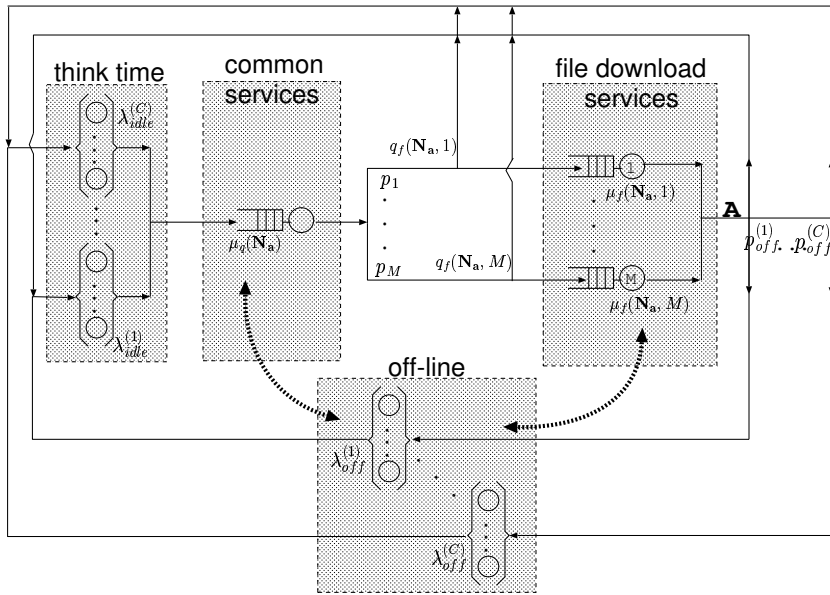 think time
common
services
file download
services
λ_idle^(C)
λ_idle^(1)
μ_q(N_a)
q_f(N_a, 1)
p_1
p_M
q_f(N_a, M)
1
μ_f(N_a, 1)
M
μ_f(N_a, M)
A
p_off^(1) . . p_off^(C)
off-line
λ_off^(1)
λ_off^(C)